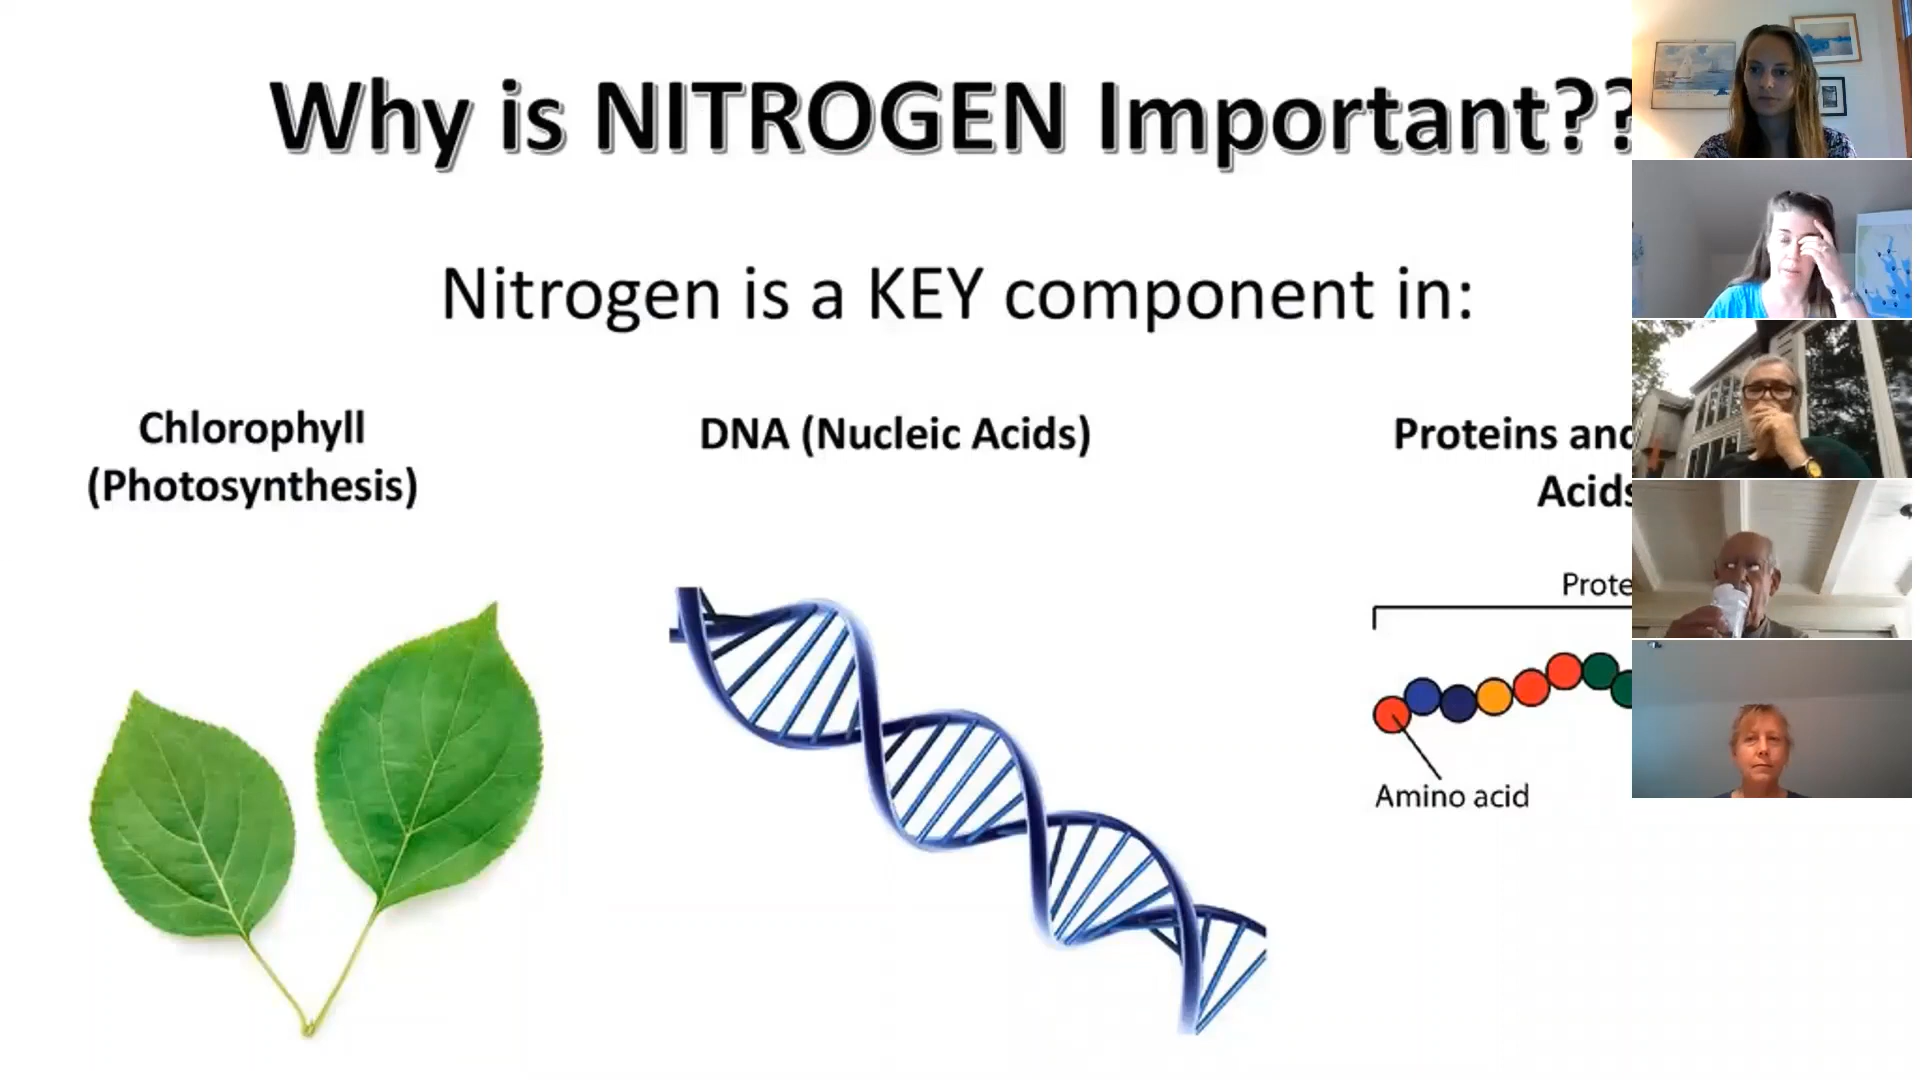 Why is NITROGEN Important??
Nitrogen is a KEY component in:
Chlorophyll
(Photosynthesis)
DNA (Nucleic Acids)
Proteins and
Acids
Amino acid